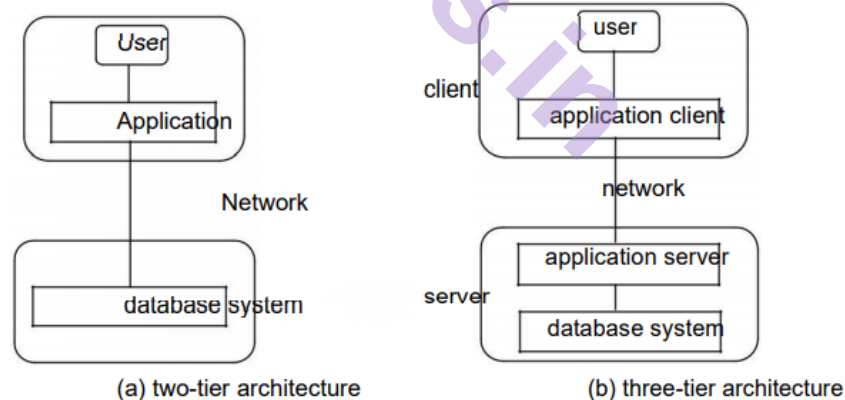 User
Application
Network
database system
(a) two-tier architecture
user
client
application client
network
application server
server
database system
(b) three-tier architecture
s.in